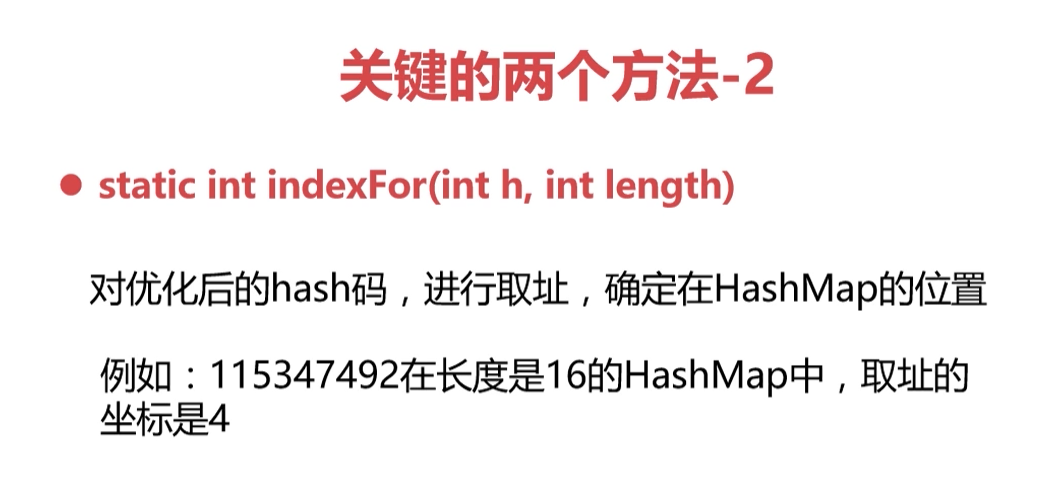 关键的两个方法-2
● static int indexFor(int h, int length)
对优化后的hash码，进行取址，确定在HashMap的位置
例如：115347492在长度是16的HashMap中，取址的
坐标是4